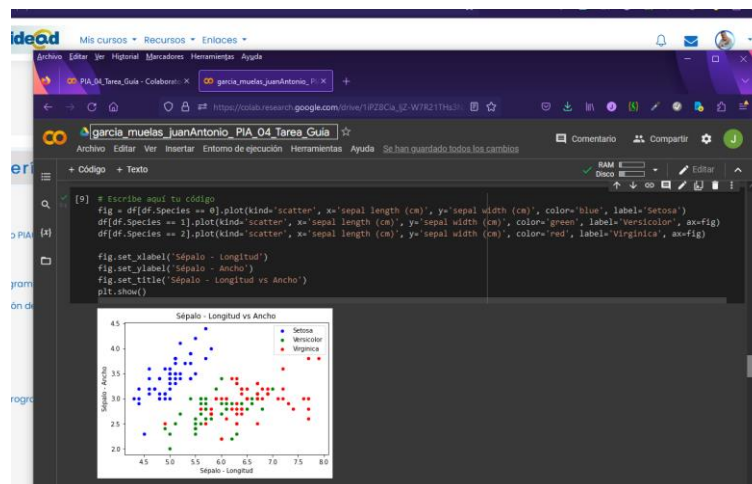 idead
Mis cursos Recursos Enlaces
Archivo Editar Ver Historial Marcadores Herramientas Ayuda
PIA_04_Tarea_Guia - Colaborato
garcia_muelas_juanAntonio_PI
https://colab.research.google.com/drive/
CO
garcia_muelas_juanAntonio_PIA_04_Tarea_Guia
Comentario
Compartir
J
Archivo Editar Ver Insertar Entorno de ejecución Herramientas Ayuda Se han guardado todos los cambios
+ Código + Texto
RAM
Disco
Editar
{x}
[9] # Escribe aquí tu código
fig = df[df.Species == 0].plot(kind='scatter', x='sepal length (cm)', y='sepal width (cm)', color='blue', label='Setosa')
df[df.Species == 1].plot(kind='scatter', x='sepal length (cm)', y='sepal width (cm)', color='green', label='Versicolor', ax=fig)
df[df.Species == 2].plot(kind='scatter', x='sepal length (cm)', y='sepal width (cm)', color='red', label='Virginica', ax=fig)
fig.set_xlabel('Sépalo - Longitud')
fig.set_ylabel('Sépalo - Ancho')
fig.set_title('Sépalo - Longitud vs Ancho')
plt.show()
Sépalo - Longitud vs Ancho
Setosa
Versicolor
Virginica
4.5
4.0
3.5
3.0
2.5
2.0
Sépalo - Ancho
4.5 5.0 5.5 6.0 6.5 7.0 7.5 8.0
Sépalo - Longitud